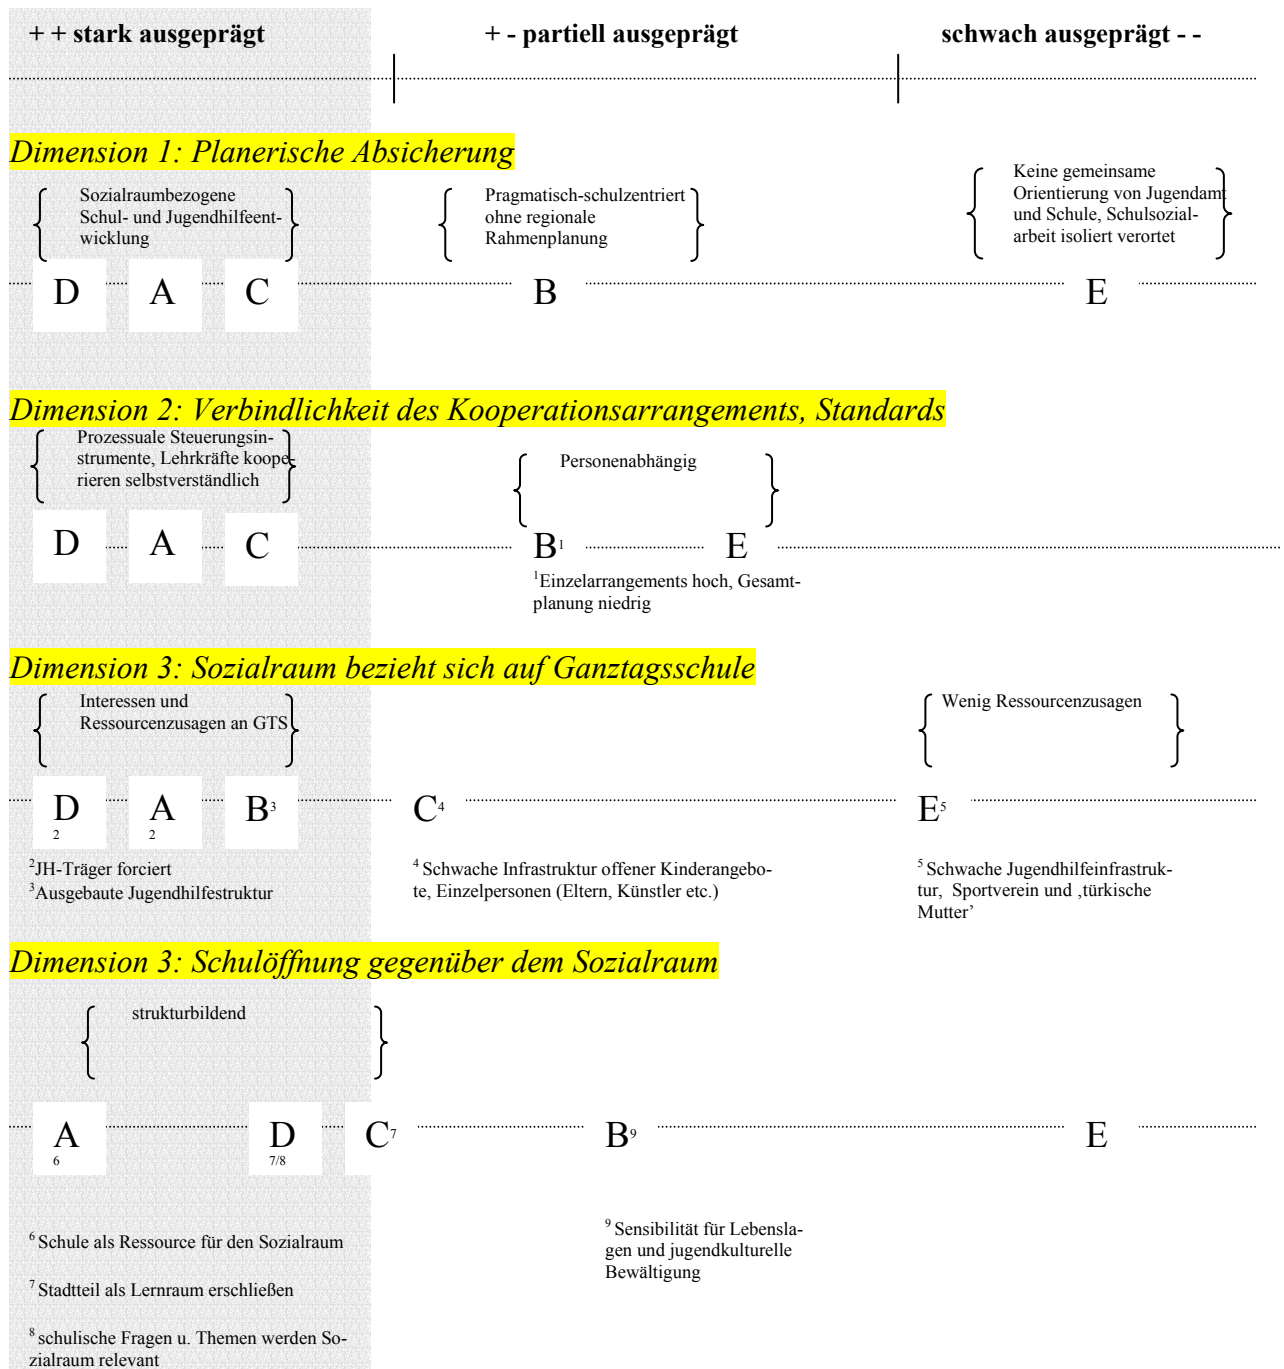 + + stark ausgeprägt
+ - partiell ausgeprägt
schwach ausgeprägt - -
Dimension 1: Planerische Absicherung
Sozialraumbezogene
Schul- und Jugendhilfeent-
wicklung
Pragmatisch-schulzentriert
ohne regionale
Rahmenplanung
Keine gemeinsame
Orientierung von Jugendamt
und Schule, Schulsozial-
arbeit isoliert verortet
D A C B E
Dimension 2: Verbindlichkeit des Kooperationsarrangements, Standards
Prozessuale Steuerungsin-
strumente, Lehrkräfte koope-
rieren selbstverständlich
Personenabhängig
D A C B1 E
1Einzelarrangements hoch, Gesamt-
planung niedrig
Dimension 3: Sozialraum bezieht sich auf Ganztagsschule
Interessen und
Ressourcenzusagen an GTS
Wenig Ressourcenzusagen
D A B3 C4 E5
2 2
2JH-Träger forciert
3Ausgebaute Jugendhilfestruktur
4 Schwache Infrastruktur offener Kinderangebo-
te, Einzelpersonen (Eltern, Künstler etc.)
5 Schwache Jugendhilfeinfrastruk-
tur, Sportverein und ‚türkische
Mutter’
Dimension 3: Schulöffnung gegenüber dem Sozialraum
strukturbildend
A D C7 B9 E
6 7/8
6 Schule als Ressource für den Sozialraum
7 Stadtteil als Lernraum erschließen
8 schulische Fragen u. Themen werden So-
zialraum relevant
9 Sensibilität für Lebensla-
gen und jugendkulturelle
Bewältigung